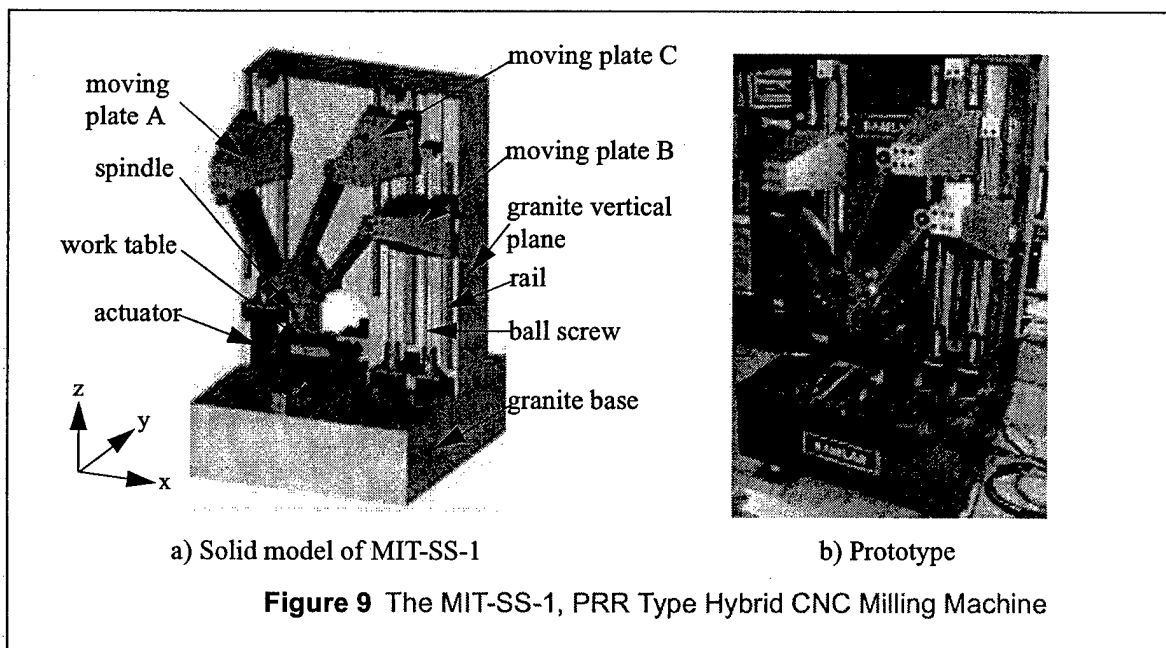 moving plate C
moving
plate A
moving plate B
spindle
granite vertical
plane
work table
rail
actuator
ball screw
granite base
z
y
x
a) Solid model of MIT-SS-1
b) Prototype
Figure 9 The MIT-SS-1, PRR Type Hybrid CNC Milling Machine